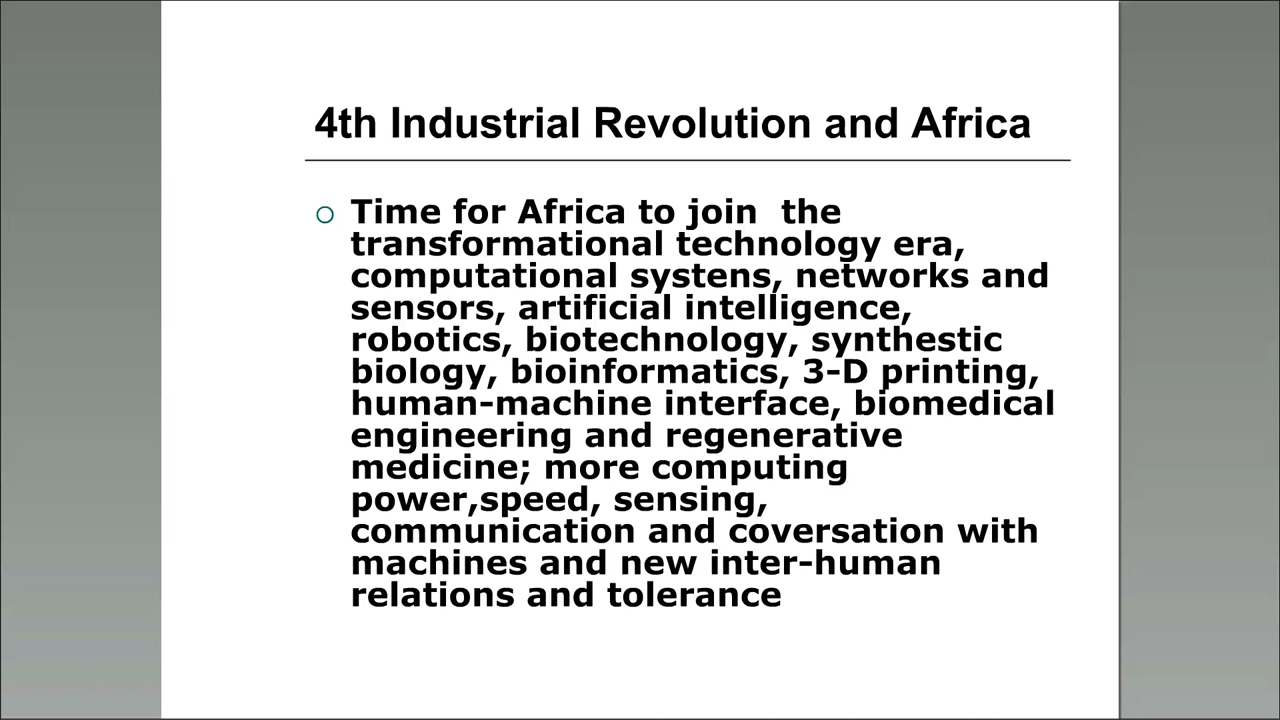 4th Industrial Revolution and Africa
Time for Africa to join  the
transformational technology era,
computational systens, networks and
sensors, artificial intelligence,
robotics, biotechnology, synthestic
biology, bioinformatics, 3-D printing,
human-machine interface, biomedical
engineering and regenerative
medicine; more computing
power,speed, sensing,
communication and coversation with
machines and new inter-human
relations and tolerance